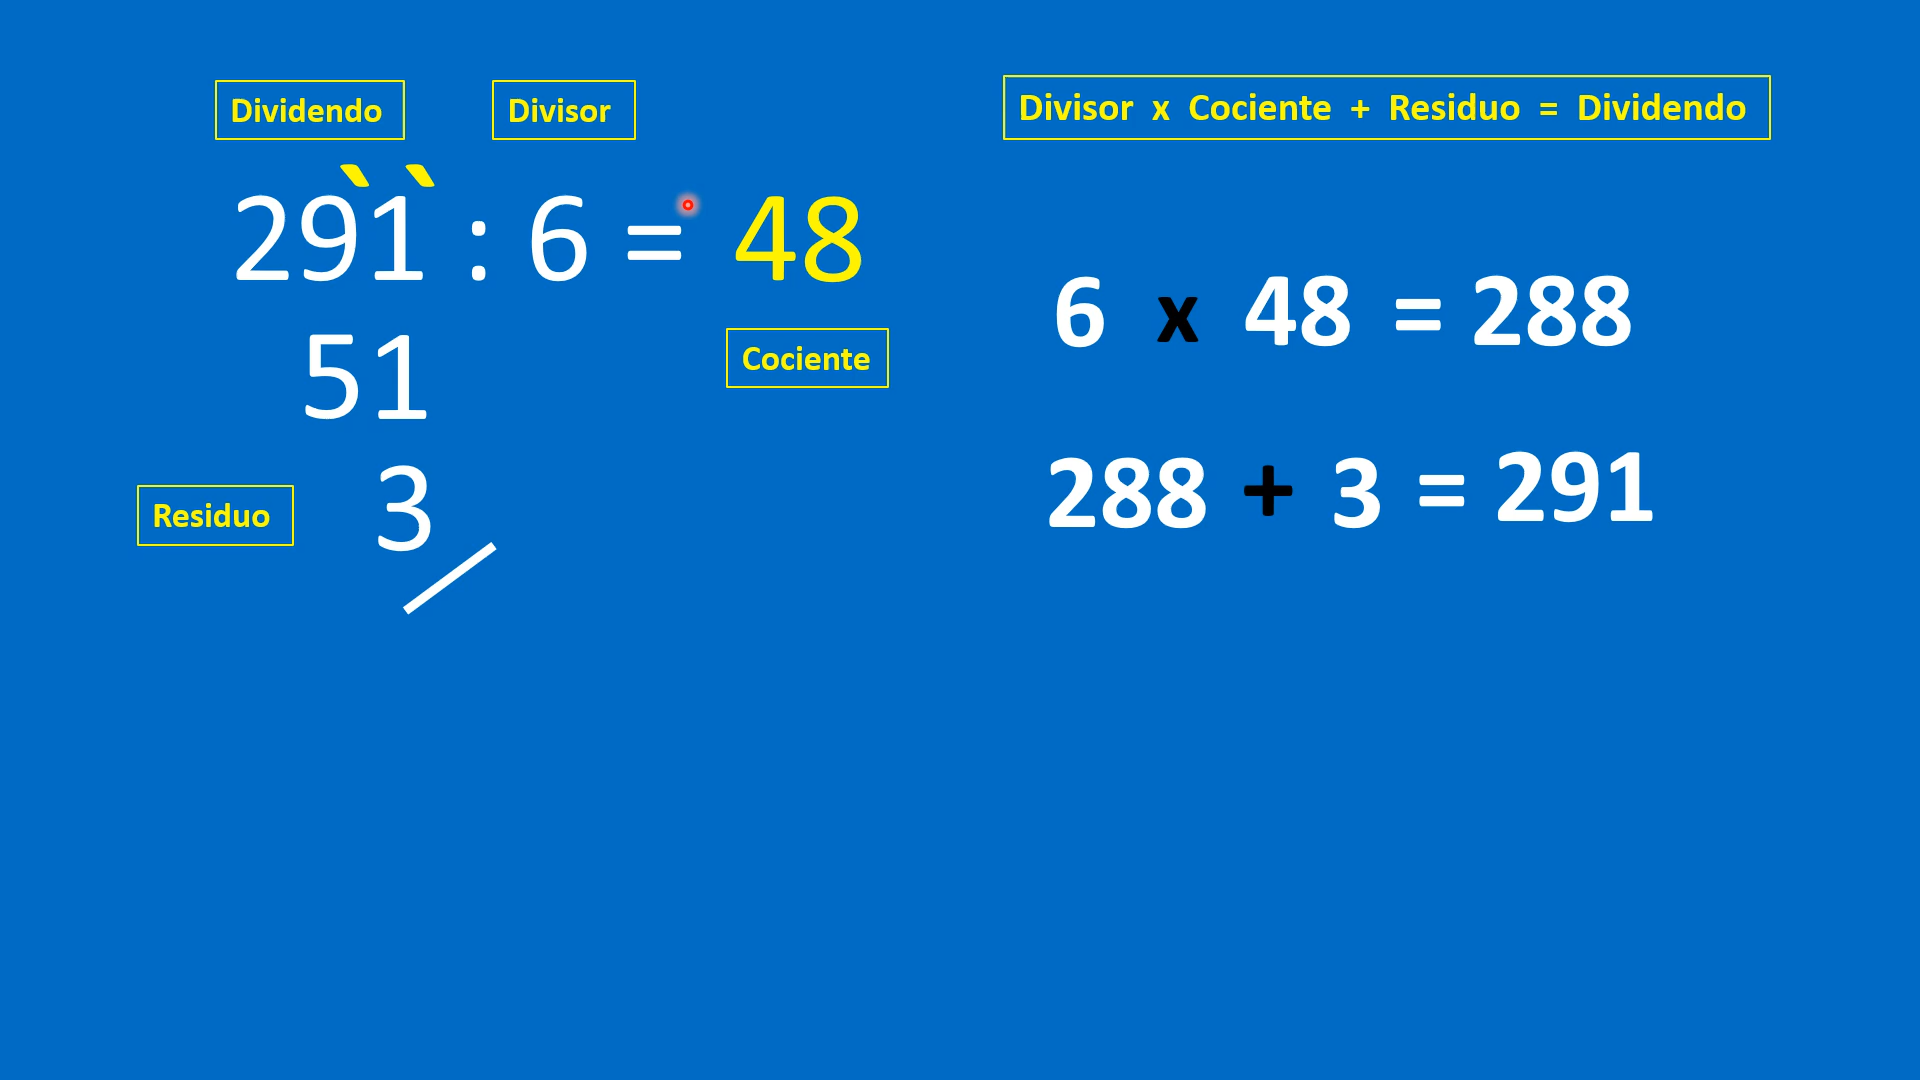 Dividendo Divisor
291 : 6 = 48
51
Cociente
3
Residuo
Divisor x Cociente + Residuo = Dividendo
6 x 48 = 288
288 + 3 = 291